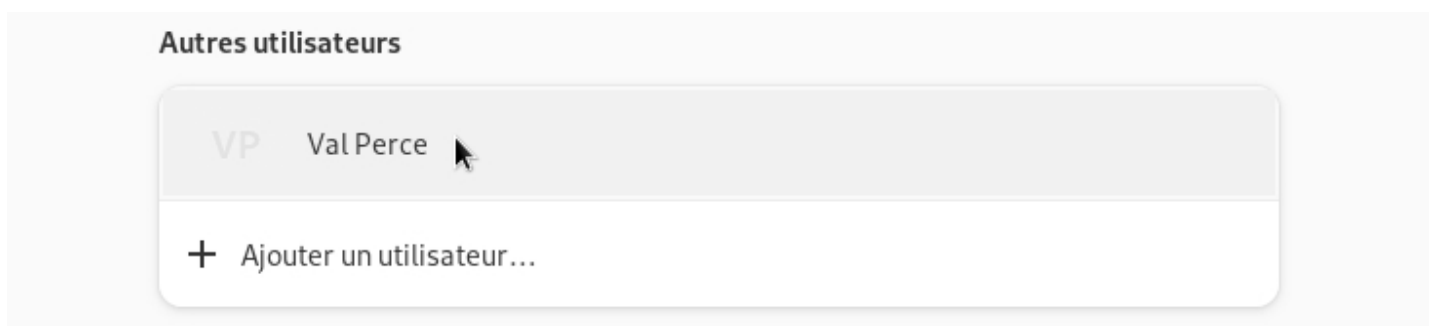 Autres utilisateurs
VP Val Perce
+ Ajouter un utilisateur...